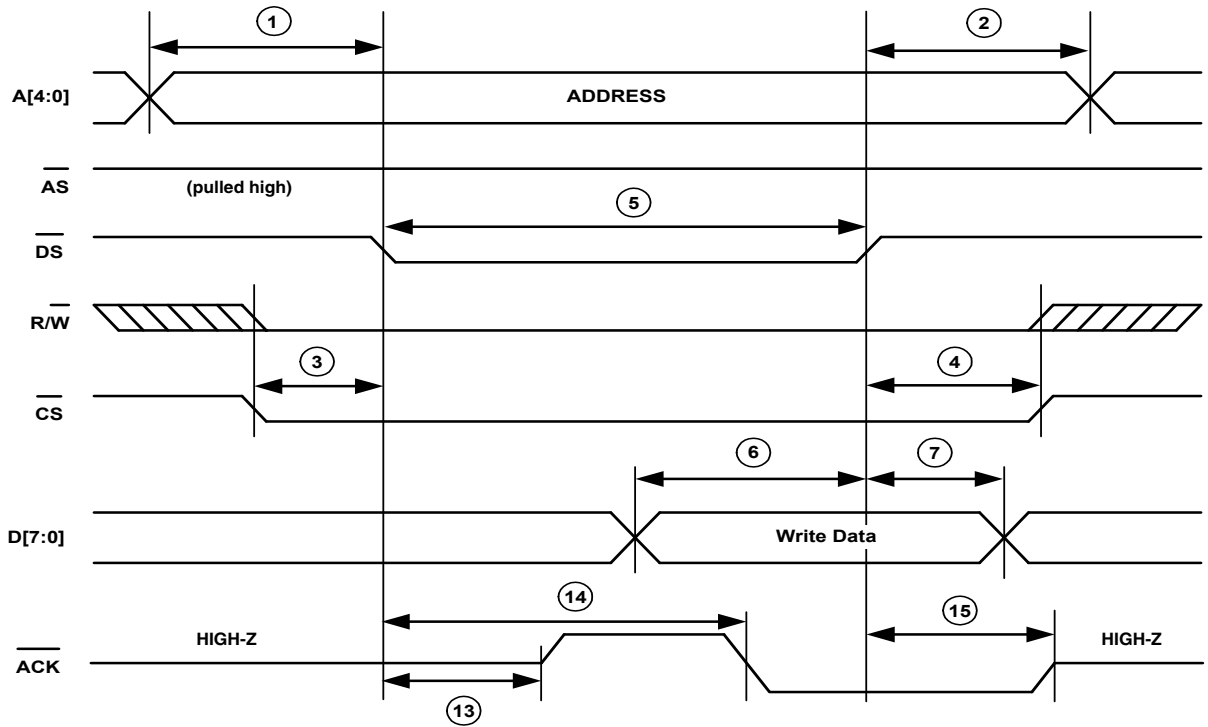 1
2
A[4:0]
ADDRESS
AS
(pulled high)
5
DS
R/W
3
4
CS
6
7
D[7:0]
Write Data
14
15
HIGH-Z
HIGH-Z
ACK
13